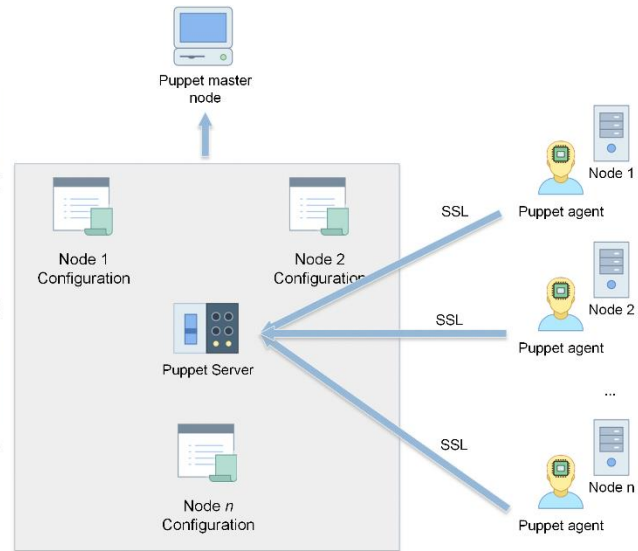 Puppet master
node
Node 1
Configuration
Node 2
Configuration
Puppet Server
Node n
Configuration
SSL
SSL
SSL
Node 1
Puppet agent
Node 2
Puppet agent
...
Node n
Puppet agent